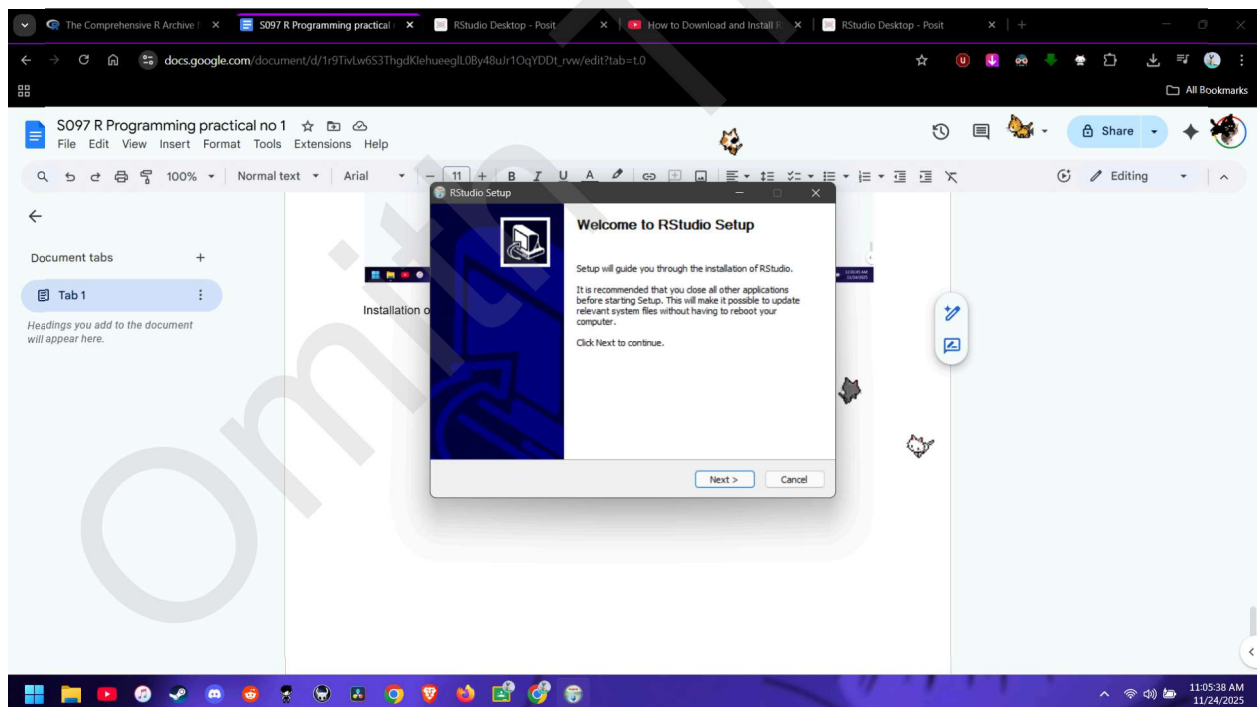 The Comprehensive R Archive
S097 R Programming practical
RStudio Desktop - Posit
How to Download and Install R
RStudio Desktop - Posit
docs.google.com/document/d/1r9TivLw6S3ThgdKlehueeglL0By48uJr1OqYDDt_rvw/edit?tab=t.0
All Bookmarks
S097 R Programming practical no 1
File Edit View Insert Format Tools Extensions Help
Share
100% Normal text Arial 11 B I U A
Editing
RStudio Setup
Welcome to RStudio Setup
Setup will guide you through the installation of RStudio.
It is recommended that you close all other applications
before starting Setup. This will make it possible to update
relevant system files without having to reboot your
computer.
Click Next to continue.
Next >
Cancel
Document tabs
Tab 1
Headings you add to the document
will appear here.
Installation o
11:05:38 AM
11/24/2025